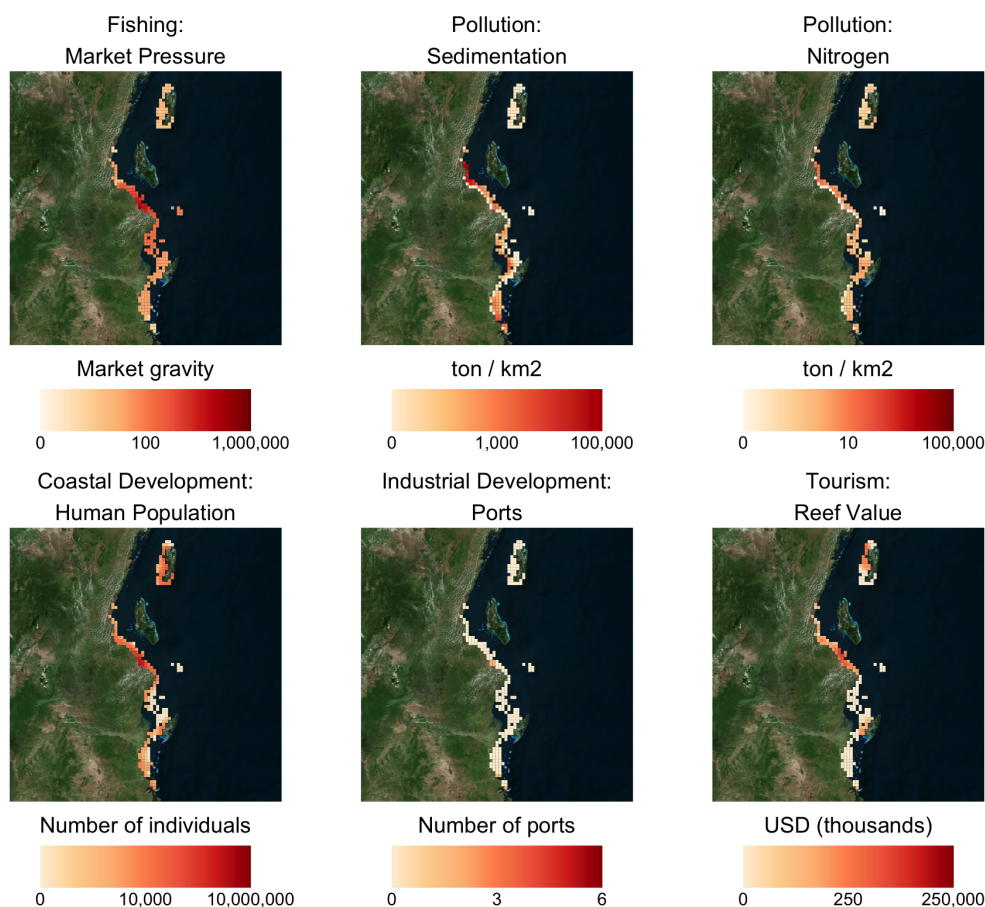 Fishing:
Market Pressure
Pollution:
Sedimentation
Pollution:
Nitrogen
Market gravity
0 100 1,000,000
ton / km2
0 1,000 100,000
ton / km2
0 10 100,000
Coastal Development:
Human Population
Industrial Development:
Ports
Tourism:
Reef Value
Number of individuals
0 10,000 10,000,000
Number of ports
0 3 6
USD (thousands)
0 250 250,000